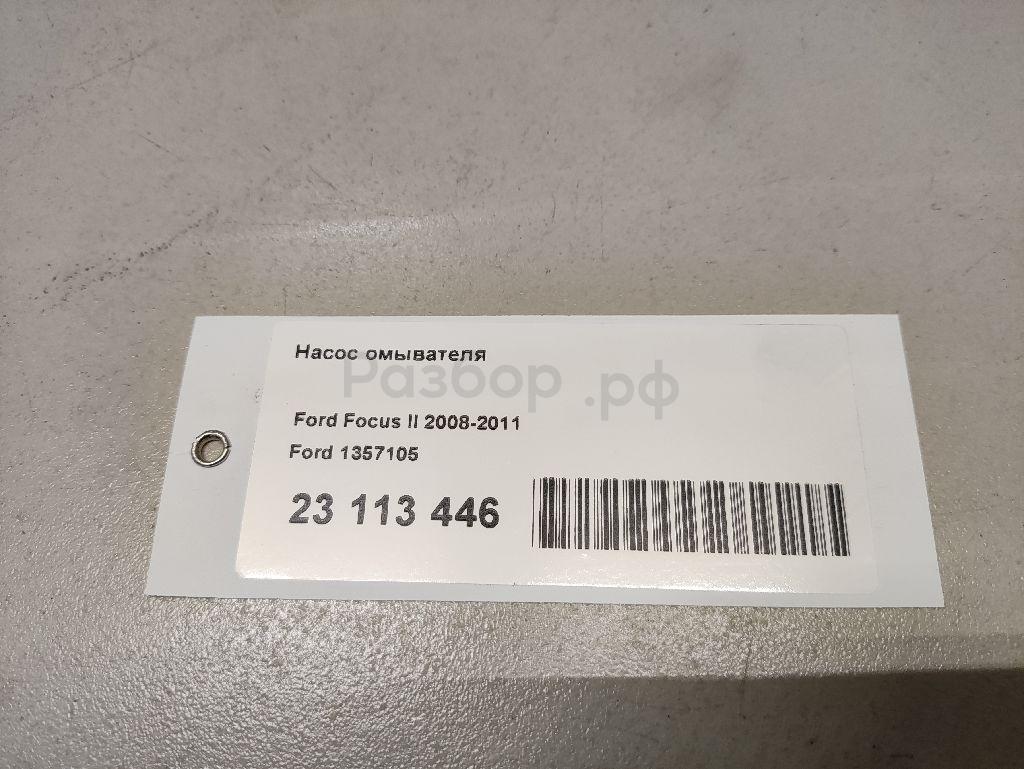 Насос омывателя
Разбор.рф
Ford Focus II 2008-2011
Ford 1357105
23 113 446